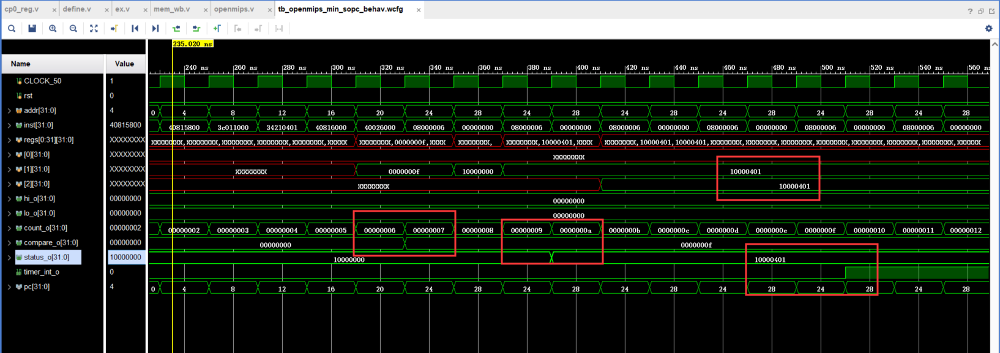 cp0_reg.v × define.v × ex.v × mem_wb.v × openmips.v × tb_openmips_min_sopc_behav.wcfg ×
235.020 ns
Name Value
240 ns 260 ns 280 ns 300 ns 320 ns 340 ns 360 ns 380 ns 400 ns 420 ns 440 ns 460 ns 480 ns 500 ns 520 ns 540 ns 560 ns
CLOCK_50 1
rst 0
addr[31:0] 4 0 4 8 12 16 20 24 28 24 28 24 28 24 28 24 28 24 28
inst[31:0] 40815800 40815800 3c011000 34210401 40816000 40026000 08000006 00000000 08000006 00000000 08000006 00000000 08000006 00000000 08000006 00000000 08000006 00000000
regs[0:31][31:0] XXXXXXXX XXXXXXXX,XXXXXXXX,XXXXXXXX,XXXXXXXX,XXXXXXXX,XXXXX XXXXXXXX,0000000f,XXXX XXXXXXXX, XXXXXXXX,10000401,XXXX XXXXXXXX,10000401,10000401,XXXXXXXX,XXXXXXXX,XXXXXXXX,XXXXXXXX,XXXXXXXX,XXXXXX
[0][31:0] XXXXXXXX XXXXXXXX
[1][31:0] XXXXXXXX XXXXXXXX 0000000f 10000000 10000401
[2][31:0] XXXXXXXX XXXXXXXX 10000401
hi_o[31:0] 00000000 00000000
lo_o[31:0] 00000000 00000000
count_o[31:0] 00000002 00000002 00000003 00000004 00000005 00000006 00000007 00000008 00000009 0000000a 0000000b 0000000c 0000000d 0000000e 0000000f 00000010 00000011 00000012
compare_o[31:0] 00000000 00000000 0000000f
status_o[31:0] 10000000 10000000 10000401
timer_int_o 0
pc[31:0] 4 0 4 8 12 16 20 24 28 24 28 24 28 24 28 24 28 24 28